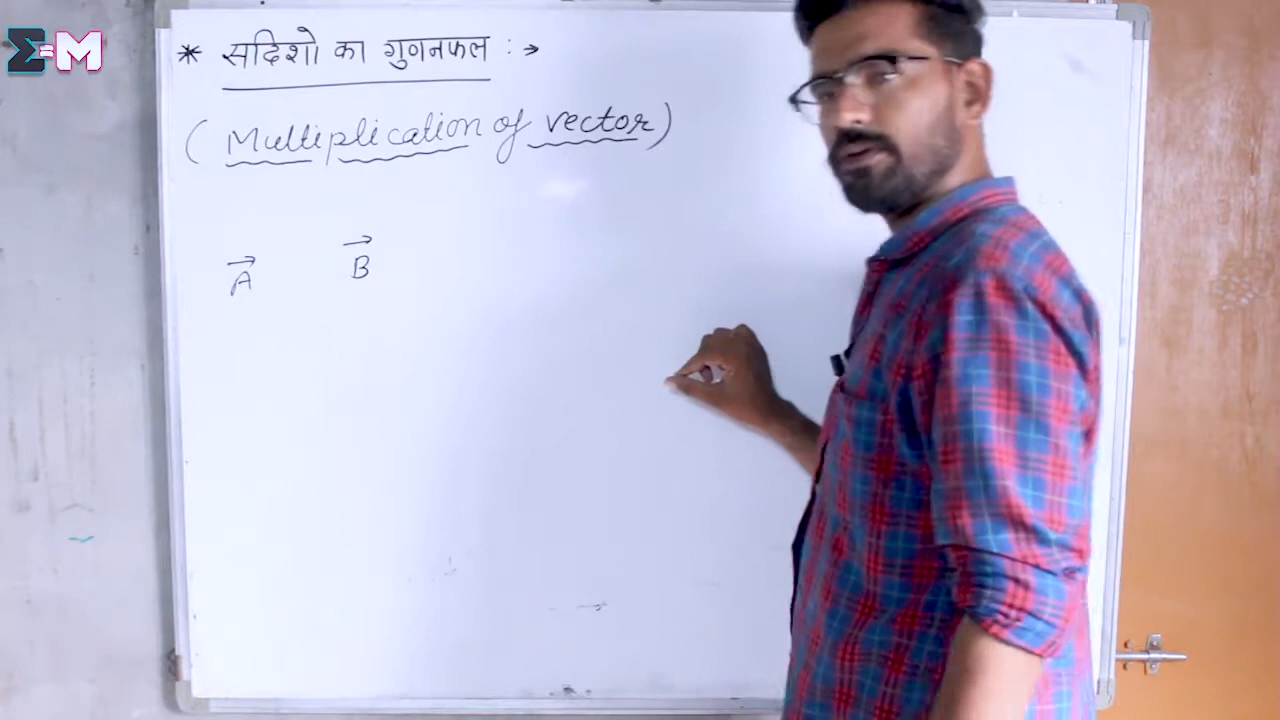 Σ=M
* सदिशो का गुणनफल :→
(Multiplication of vector)
A⃗ B⃗